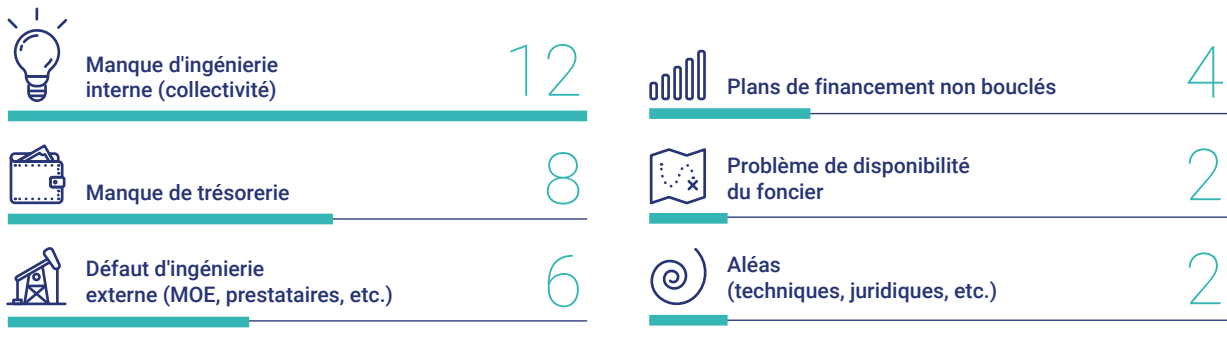 Manque d'ingénierie
interne (collectivité)
12
Manque de trésorerie
8
Défaut d'ingénierie
externe (MOE, prestataires, etc.)
6
Plans de financement non bouclés
4
Problème de disponibilité
du foncier
2
Aléas
(techniques, juridiques, etc.)
2